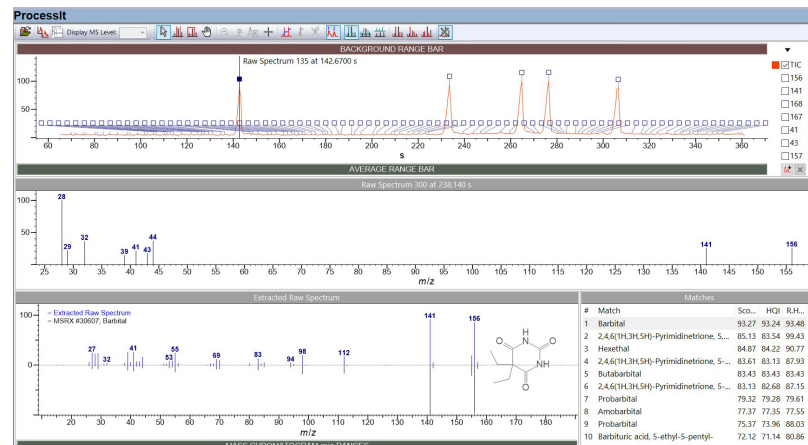 ProcessIt
Display MS Level:
BACKGROUND RANGE BAR
Raw Spectrum 135 at 142.6700 s
100
50
60 80 100 120 140 160 180 200 220 240 260 280 300 320 340 360
s
TIC
156
141
168
167
41
43
157
AVERAGE RANGE BAR
Raw Spectrum 300 at 238.140 s
100
50
28
29
32
39
41
43
44
141
156
25 30 35 40 45 50 55 60 65 70 75 80 85 90 95 100 105 110 115 120 125 130 135 140 145 150 155
m/z
Extracted Raw Spectrum
Extracted Raw Spectrum
MSRX #30607; Barbital
100
0
100
27
32
41
53
55
69
83
94
98
112
141
156
20 30 40 50 60 70 80 90 100 110 120 130 140 150 160 170 180
m/z
H
O N O
NH
O
Matches
# Match Sco... HQI R.H...
1 Barbital 93.27 93.24 93.48
2 2,4,6(1H,3H,5H)-Pyrimidinetrione, 5,... 85.13 83.54 99.43
3 Hexethal 84.87 84.22 90.77
4 2,4,6(1H,3H,5H)-Pyrimidinetrione, 5-... 83.61 83.13 87.93
5 Butabarbital 83.43 83.43 83.43
6 2,4,6(1H,3H,5H)-Pyrimidinetrione, 5-... 83.13 82.68 87.15
7 Probarbital 79.32 79.28 79.61
8 Amobarbital 77.37 77.35 77.55
9 Probarbital 75.37 73.96 88.03
10 Barbituric acid, 5-ethyl-5-pentyl- 72.12 71.14 80.86